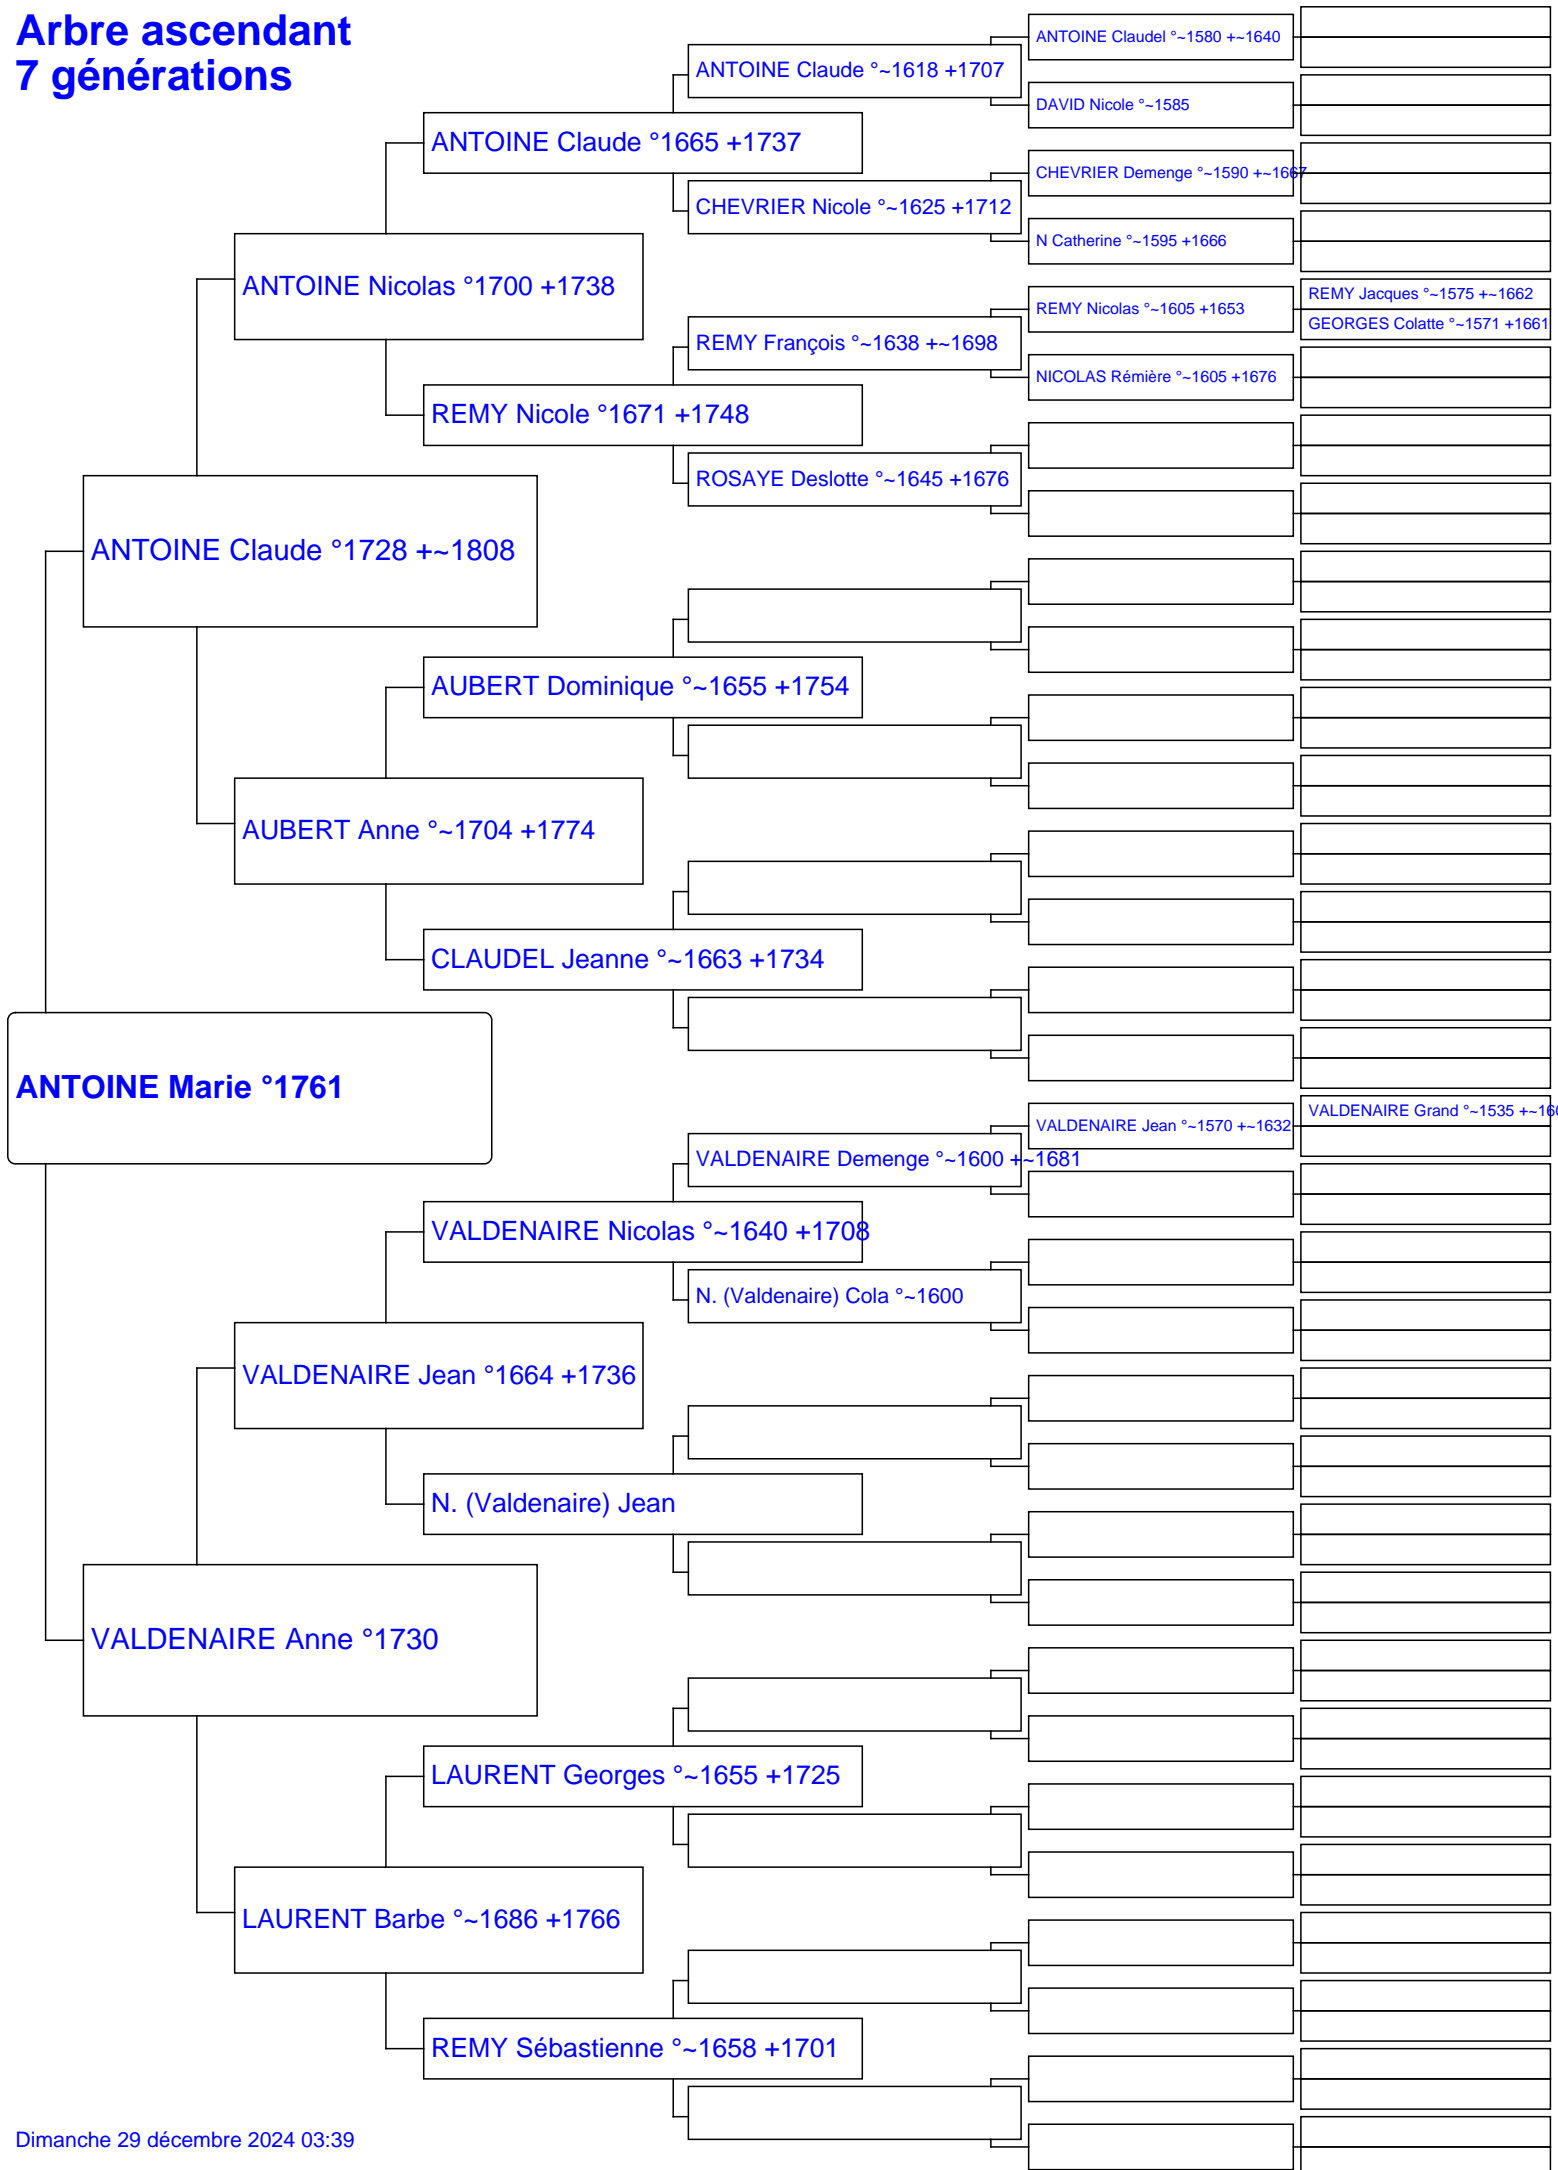 Arbre ascendant
7 générations
ANTOINE Claudel °~1580 +~1640
ANTOINE Claude °~1618 +1707
DAVID Nicole °~1585
ANTOINE Claude °1665 +1737
CHEVRIER Demenge °~1590 +~1667
CHEVRIER Nicole °~1625 +1712
N Catherine °~1595 +1666
ANTOINE Nicolas °1700 +1738
REMY Jacques °~1575 +~1662
REMY Nicolas °~1605 +1653
GEORGES Colatte °~1571 +1661
REMY François °~1638 +~1698
NICOLAS Rémière °~1605 +1676
REMY Nicole °1671 +1748
ROSAYE Deslotte °~1645 +1676
ANTOINE Claude °1728 +~1808
AUBERT Dominique °~1655 +1754
AUBERT Anne °~1704 +1774
CLAUDEL Jeanne °~1663 +1734
ANTOINE Marie °1761
VALDENAIRE Grand °~1535 +~160
VALDENAIRE Jean °~1570 +~1632
VALDENAIRE Demenge °~1600 +~1681
VALDENAIRE Nicolas °~1640 +1708
N. (Valdenaire) Cola °~1600
VALDENAIRE Jean °1664 +1736
N. (Valdenaire) Jean
VALDENAIRE Anne °1730
LAURENT Georges °~1655 +1725
LAURENT Barbe °~1686 +1766
REMY Sébastienne °~1658 +1701
Dimanche 29 décembre 2024 03:39